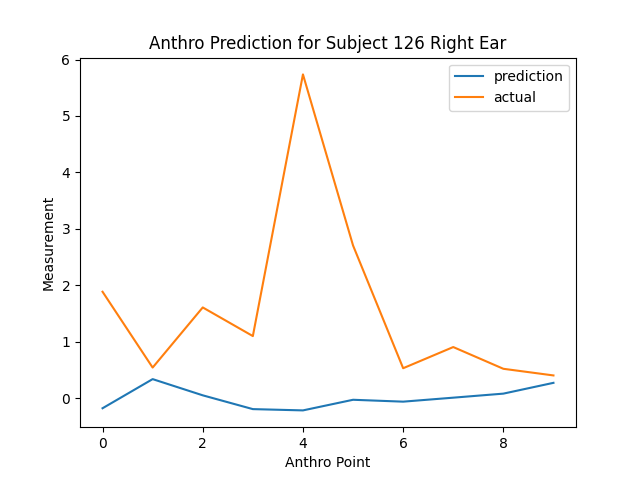 Anthro Prediction for Subject 126 Right Ear
prediction
actual
6
5
4
3
2
1
0
Measurement
0 2 4 6 8
Anthro Point